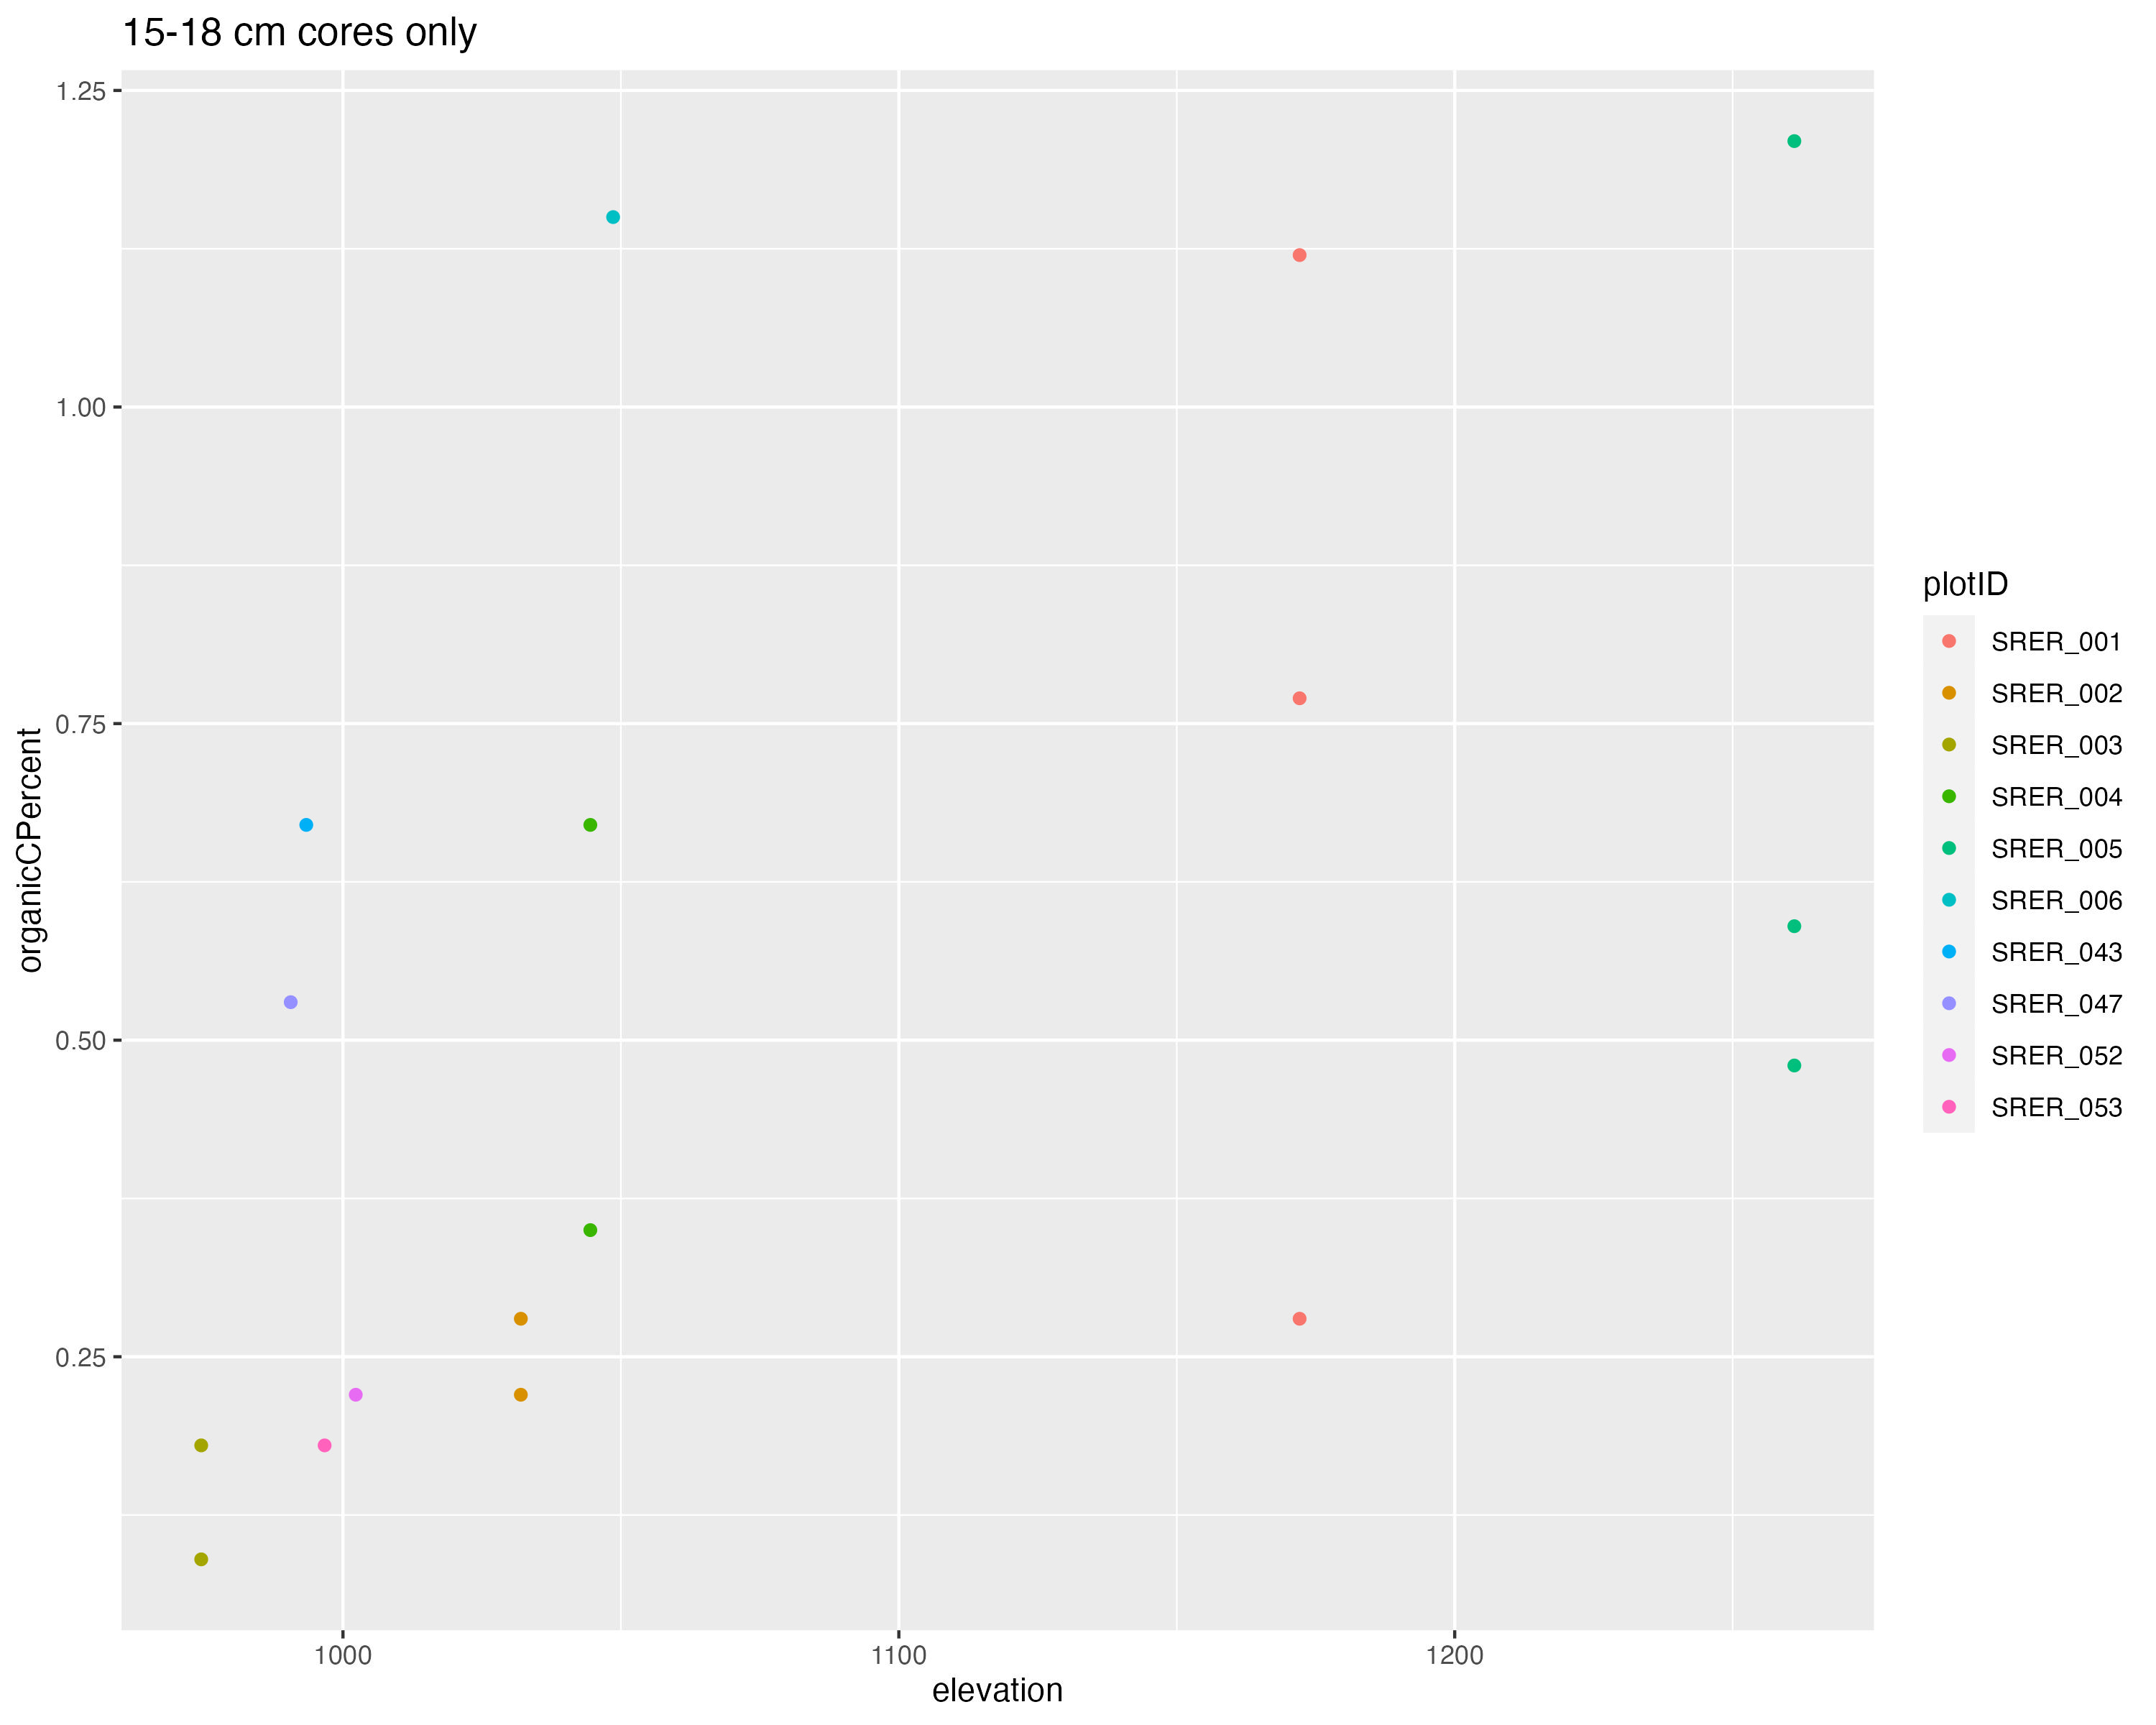 15-18 cm cores only
1.25
1.00
0.75
0.50
0.25
organicCPercent
1000
1100
1200
elevation
plotID
SRER_001
SRER_002
SRER_003
SRER_004
SRER_005
SRER_006
SRER_043
SRER_047
SRER_052
SRER_053